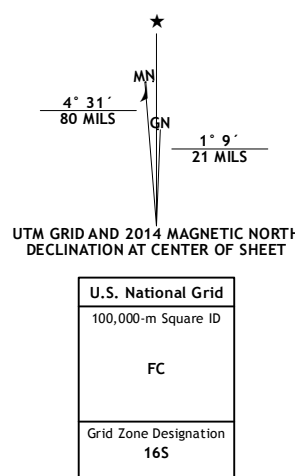 MN
4° 31´
80 MILS
GN
1° 9´
21 MILS
UTM GRID AND 2014 MAGNETIC NORTH
DECLINATION AT CENTER OF SHEET
U.S. National Grid
100,000-m Square ID
FC
Grid Zone Designation
16S